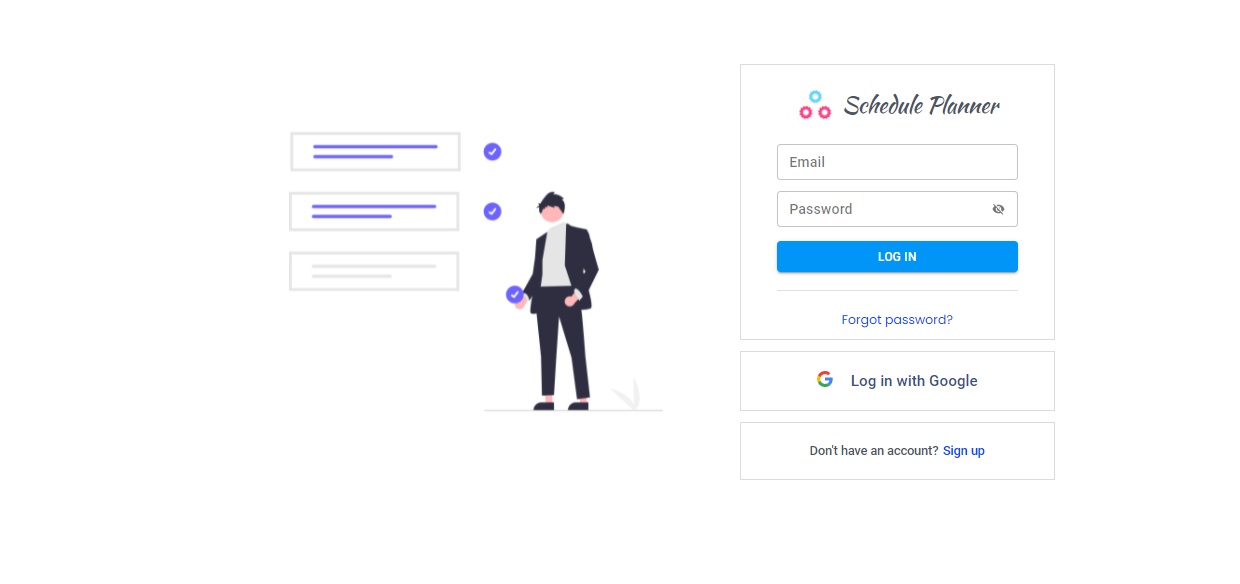 Schedule Planner
Email
Password
LOG IN
Forgot password?
Log in with Google
Don't have an account? Sign up